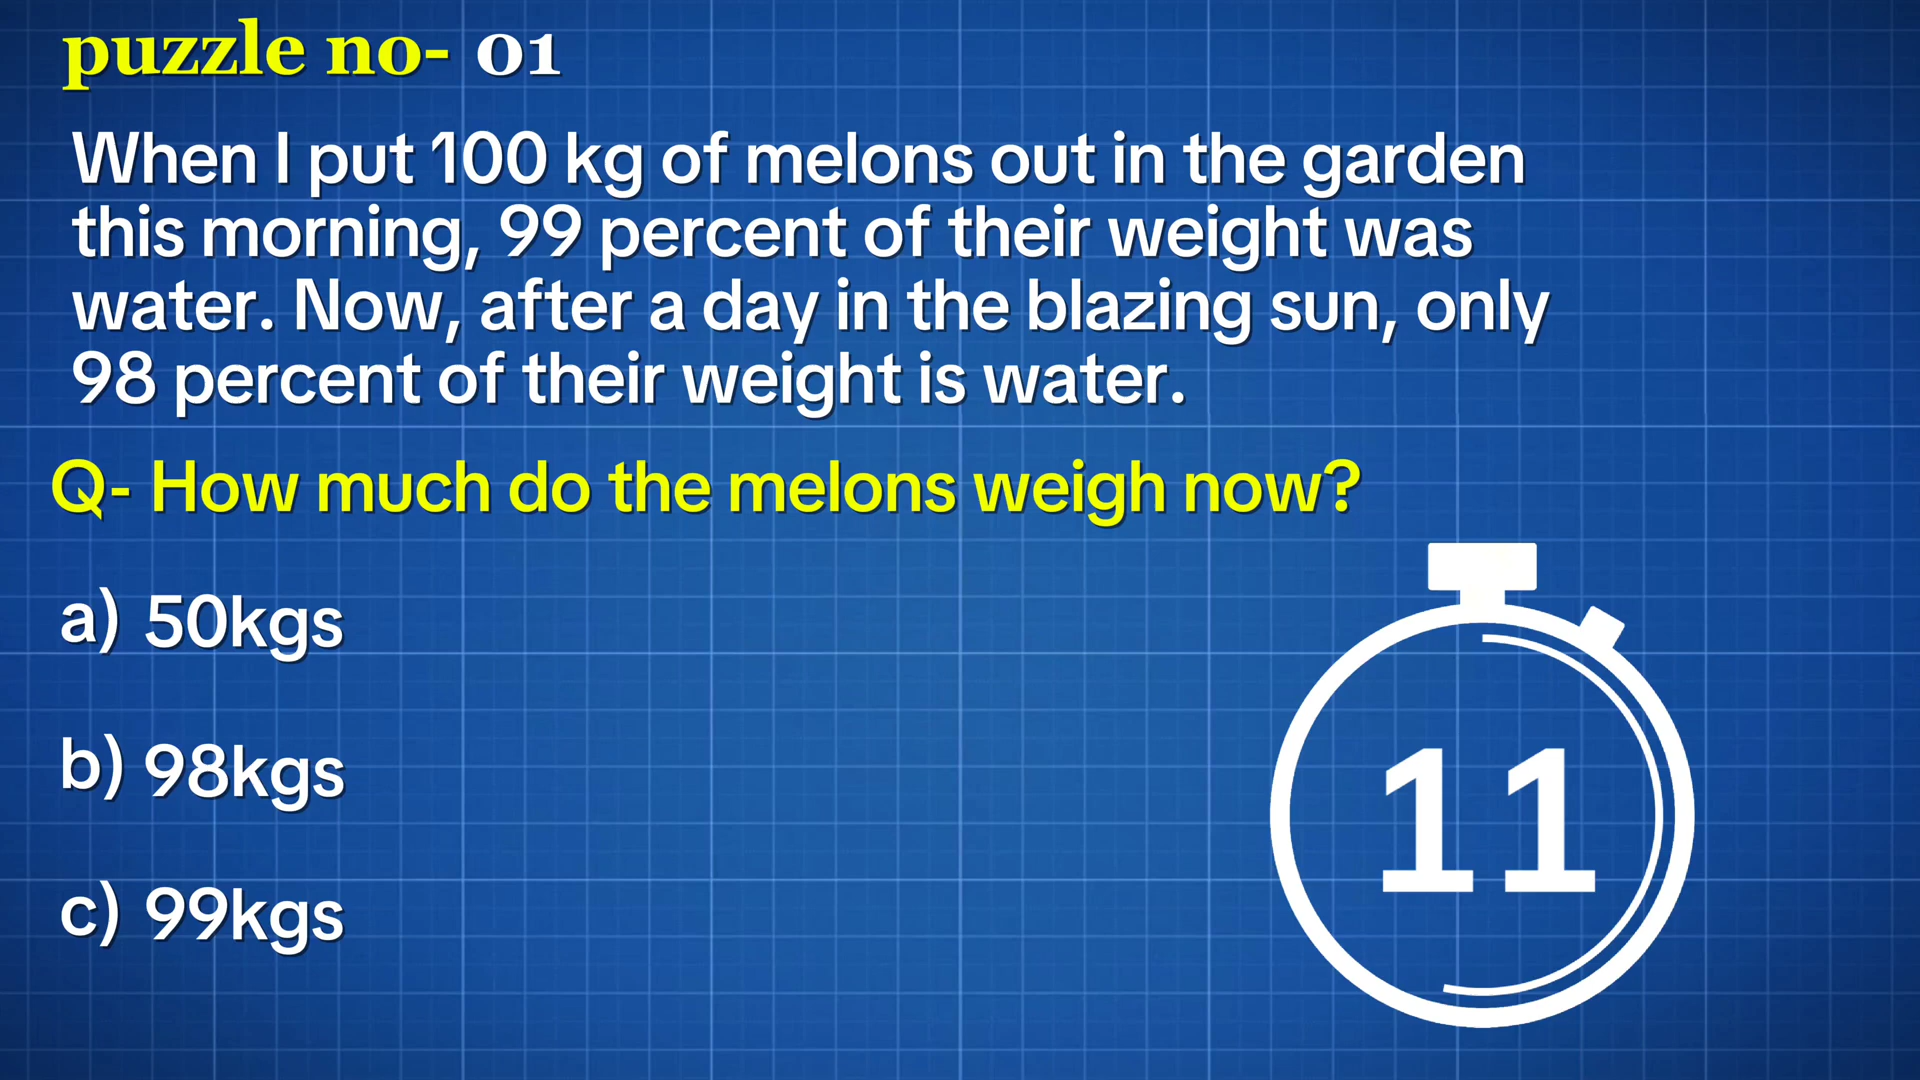 puzzle no- 01
When I put 100 kg of melons out in the garden
this morning, 99 percent of their weight was
water. Now, after a day in the blazing sun, only
98 percent of their weight is water.
Q- How much do the melons weigh now?
a) 50kgs
b) 98kgs
c) 99kgs
11